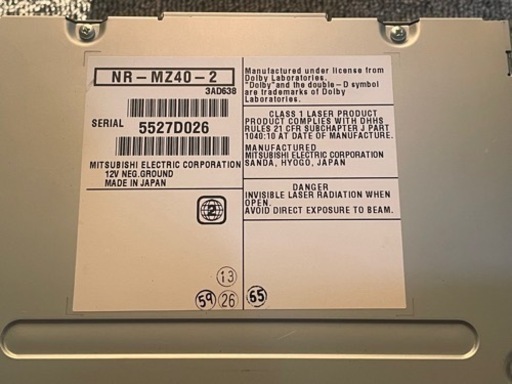 NR-MZ40-2
3AD638
SERIAL 5527D026
MITSUBISHI ELECTRIC CORPORATION
12V NEG.GROUND
MADE IN JAPAN
2
13
59 26 65
Manufactured under license from
Dolby Laboratories.
"Dolby" and the double-D symbol
are trademarks of Dolby
Laboratories.
CLASS 1 LASER PRODUCT
PRODUCT COMPLIES WITH DHHS
RULES 21 CFR SUBCHAPTER J PART
1040:10 AT DATE OF MANUFACTURE.
MANUFACTURED
MITSUBISHI ELECTRIC CORPORATION
SANDA, HYOGO, JAPAN
DANGER
INVISIBLE LASER RADIATION WHEN
OPEN.
AVOID DIRECT EXPOSURE TO BEAM.